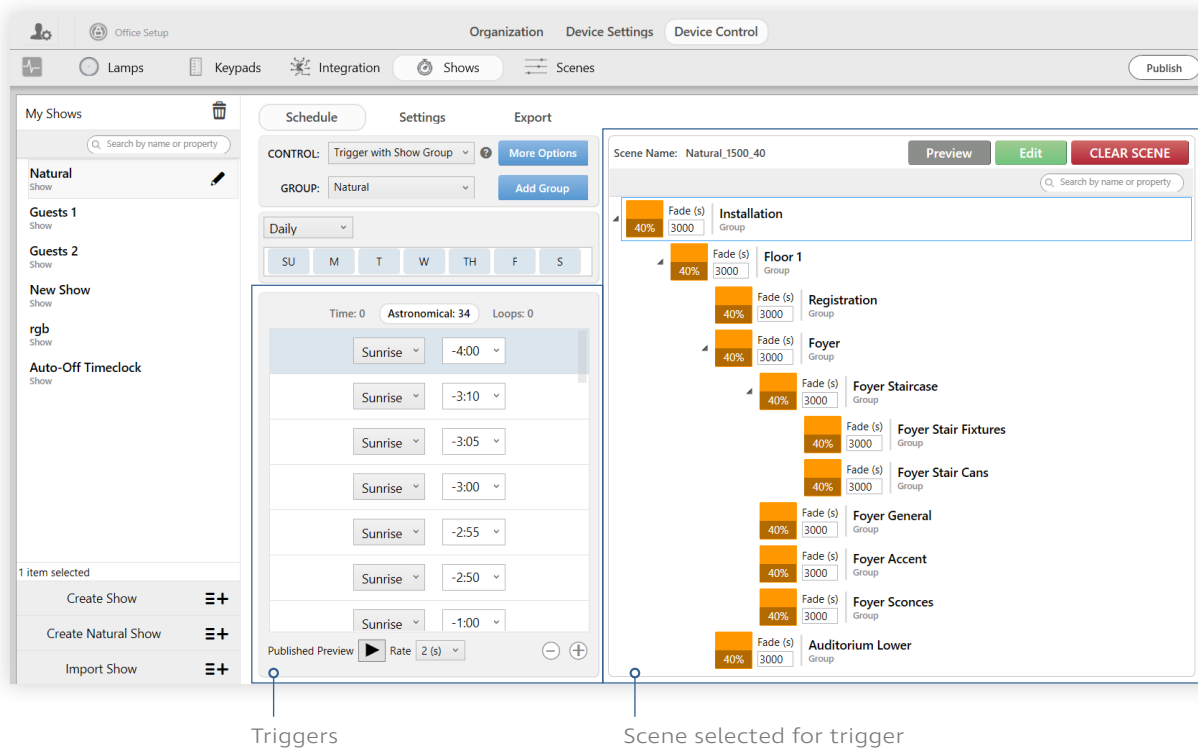 Office Setup
Organization Device Settings Device Control
Lamps Keypads Integration Shows Scenes Publish
My Shows
Search by name or property
Natural
Show
Guests 1
Show
Guests 2
Show
New Show
Show
rgb
Show
Auto-Off Timeclock
Show
1 item selected
Create Show
Create Natural Show
Import Show
Schedule Settings Export
CONTROL: Trigger with Show Group ? More Options
GROUP: Natural Add Group
Daily
SU M T W TH F S
Time: 0 Astronomical: 34 Loops: 0
Sunrise -4:00
Sunrise -3:10
Sunrise -3:05
Sunrise -3:00
Sunrise -2:55
Sunrise -2:50
Sunrise -1:00
Published Preview Rate 2 (s)
Scene Name: Natural_1500_40 Preview Edit CLEAR SCENE
Search by name or property
40% Fade (s) 3000 Installation Group
40% Fade (s) 3000 Floor 1 Group
40% Fade (s) 3000 Registration Group
40% Fade (s) 3000 Foyer Group
40% Fade (s) 3000 Foyer Staircase Group
40% Fade (s) 3000 Foyer Stair Fixtures Group
40% Fade (s) 3000 Foyer Stair Cans Group
40% Fade (s) 3000 Foyer General Group
40% Fade (s) 3000 Foyer Accent Group
40% Fade (s) 3000 Foyer Sconces Group
40% Fade (s) 3000 Auditorium Lower Group
Triggers
Scene selected for trigger